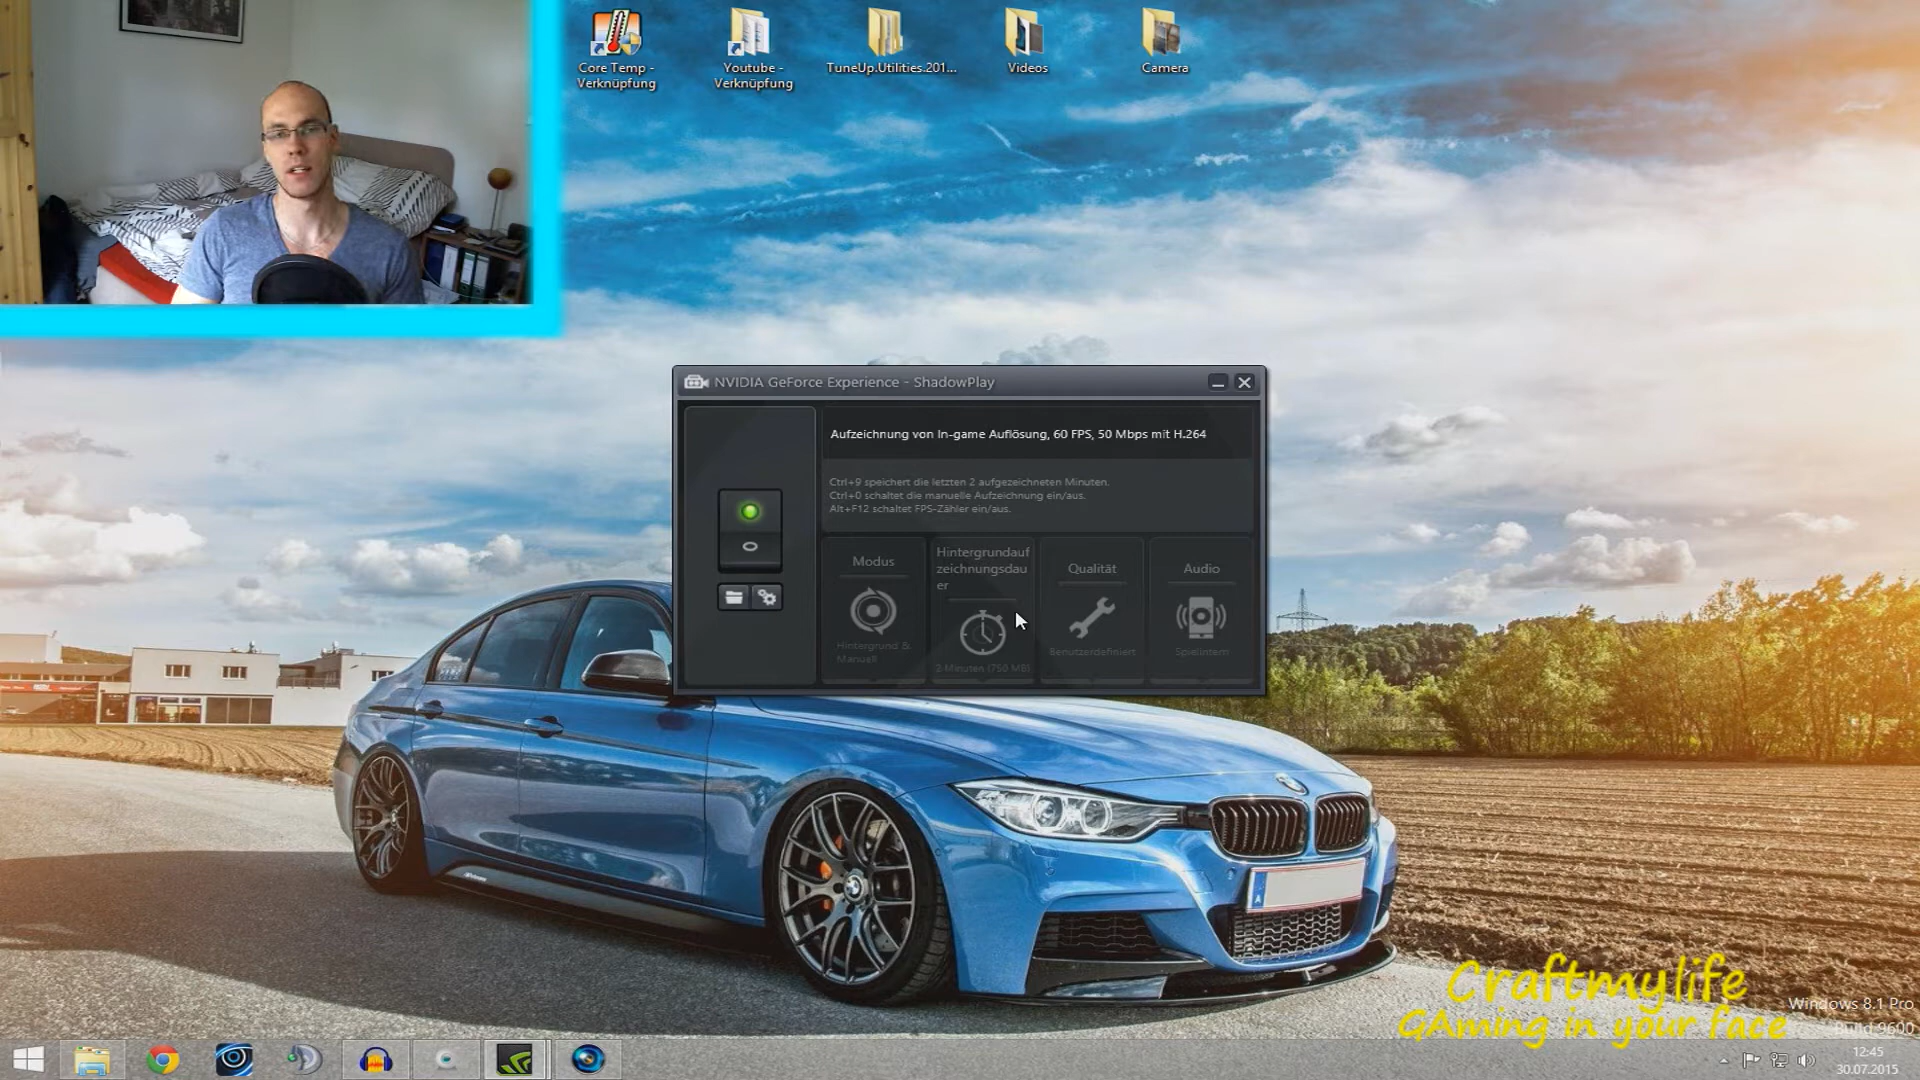 Core Temp -
Verknüpfung
Youtube -
Verknüpfung
TuneUp.Utilities.201...
Videos
Camera
NVIDIA GeForce Experience - ShadowPlay
Aufzeichnung von In-game Auflösung, 60 FPS, 50 Mbps mit H.264
Ctrl+9 speichert die letzten 2 aufgezeichneten Minuten.
Ctrl+0 schaltet die manuelle Aufzeichnung ein/aus.
Alt+F12 schaltet FPS-Zähler ein/aus.
Modus
Hintergrund &
Manuell
Hintergrundauf
zeichnungsdau
er
2 Minuten (750 MB)
Qualität
Benutzerdefiniert
Audio
Spielintern
A
Craftmylife
GAming in your face
Windows 8.1 Pro
Build 9600
12:45
30.07.2015